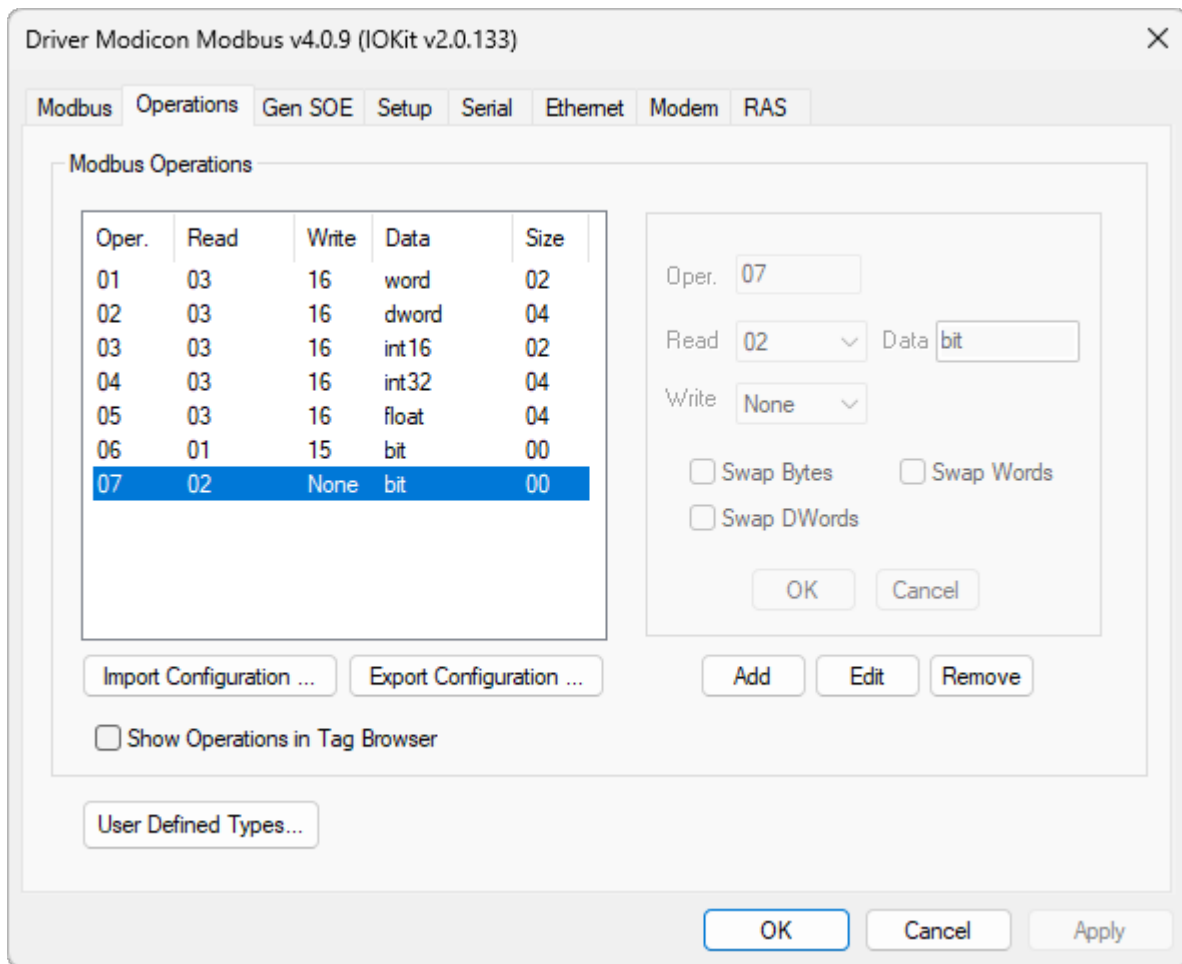 Driver Modicon Modbus v4.0.9 (IOKit v2.0.133)
Modbus Operations Gen SOE Setup Serial Ethernet Modem RAS
Modbus Operations
Oper. Read Write Data Size
01 03 16 word 02
02 03 16 dword 04
03 03 16 int16 02
04 03 16 int32 04
05 03 16 float 04
06 01 15 bit 00
07 02 None bit 00
Oper. 07
Read 02 Data bit
Write None
Swap Bytes Swap Words
Swap DWords
OK Cancel
Import Configuration ... Export Configuration ... Add Edit Remove
Show Operations in Tag Browser
User Defined Types...
OK Cancel Apply